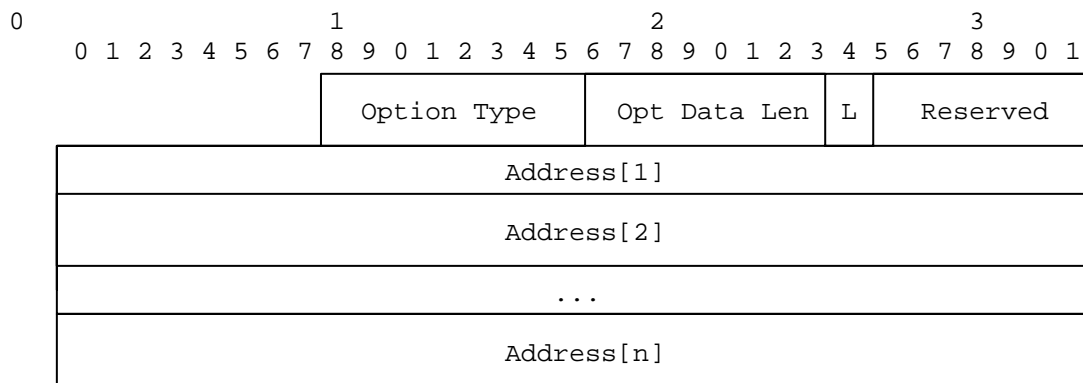 0 1 2 3
0 1 2 3 4 5 6 7 8 9 0 1 2 3 4 5 6 7 8 9 0 1 2 3 4 5 6 7 8 9 0 1
Option Type Opt Data Len L Reserved
Address[1]
Address[2]
...
Address[n]